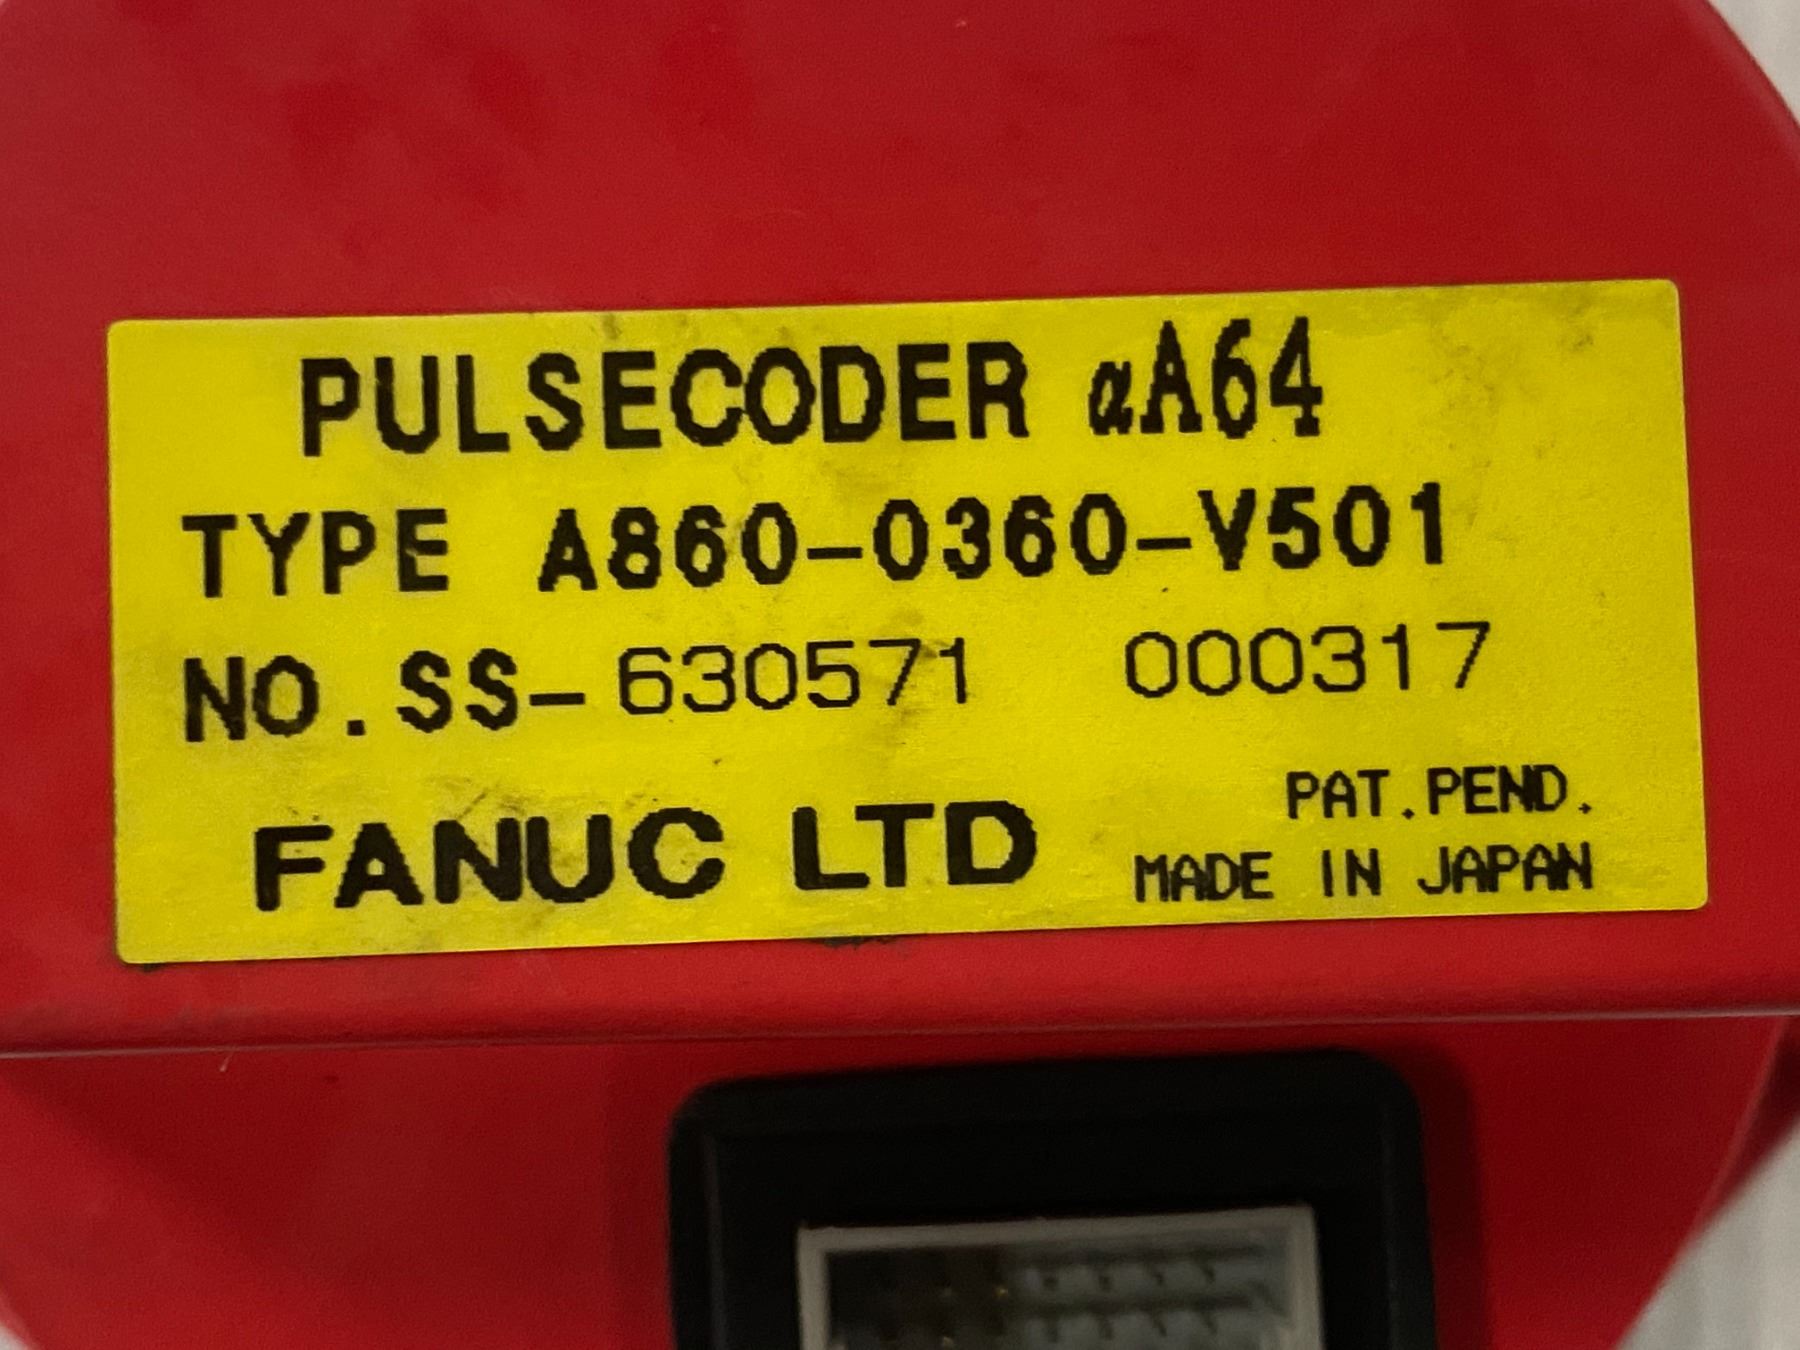 PULSECODER αA64
TYPE A860-0360-V501
NO. SS-630571 000317
PAT. PEND.
FANUC LTD MADE IN JAPAN